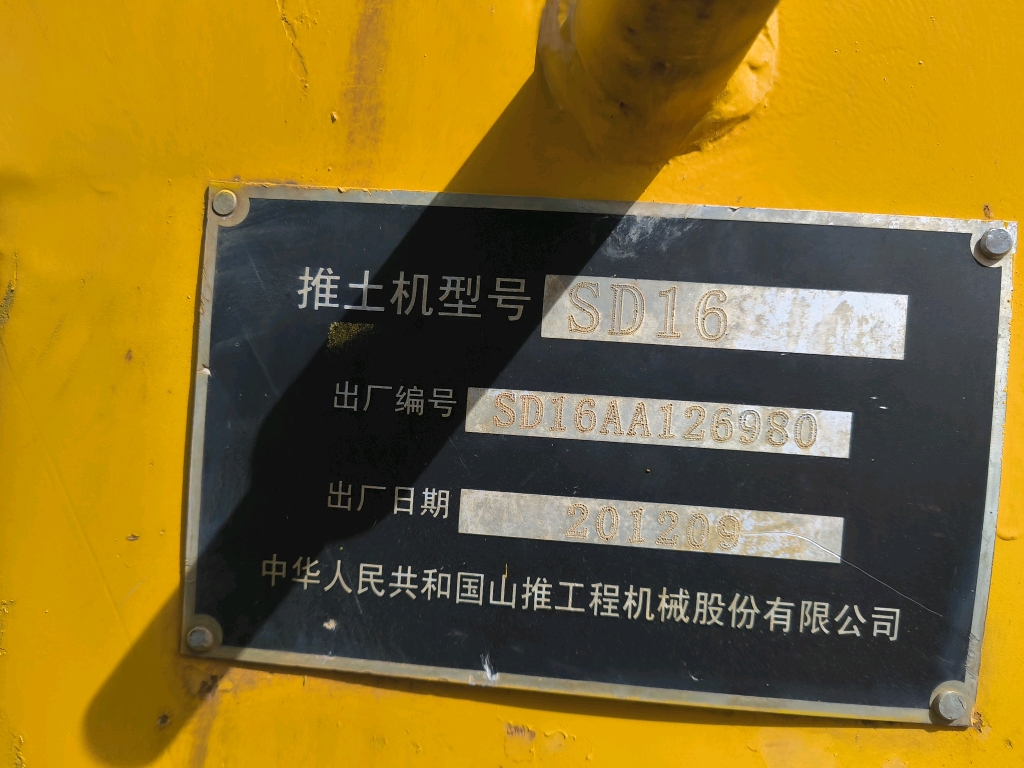 推土机型号 SD16
出厂编号 SD16AA126980
出厂日期 201209
中华人民共和国山推工程机械股份有限公司